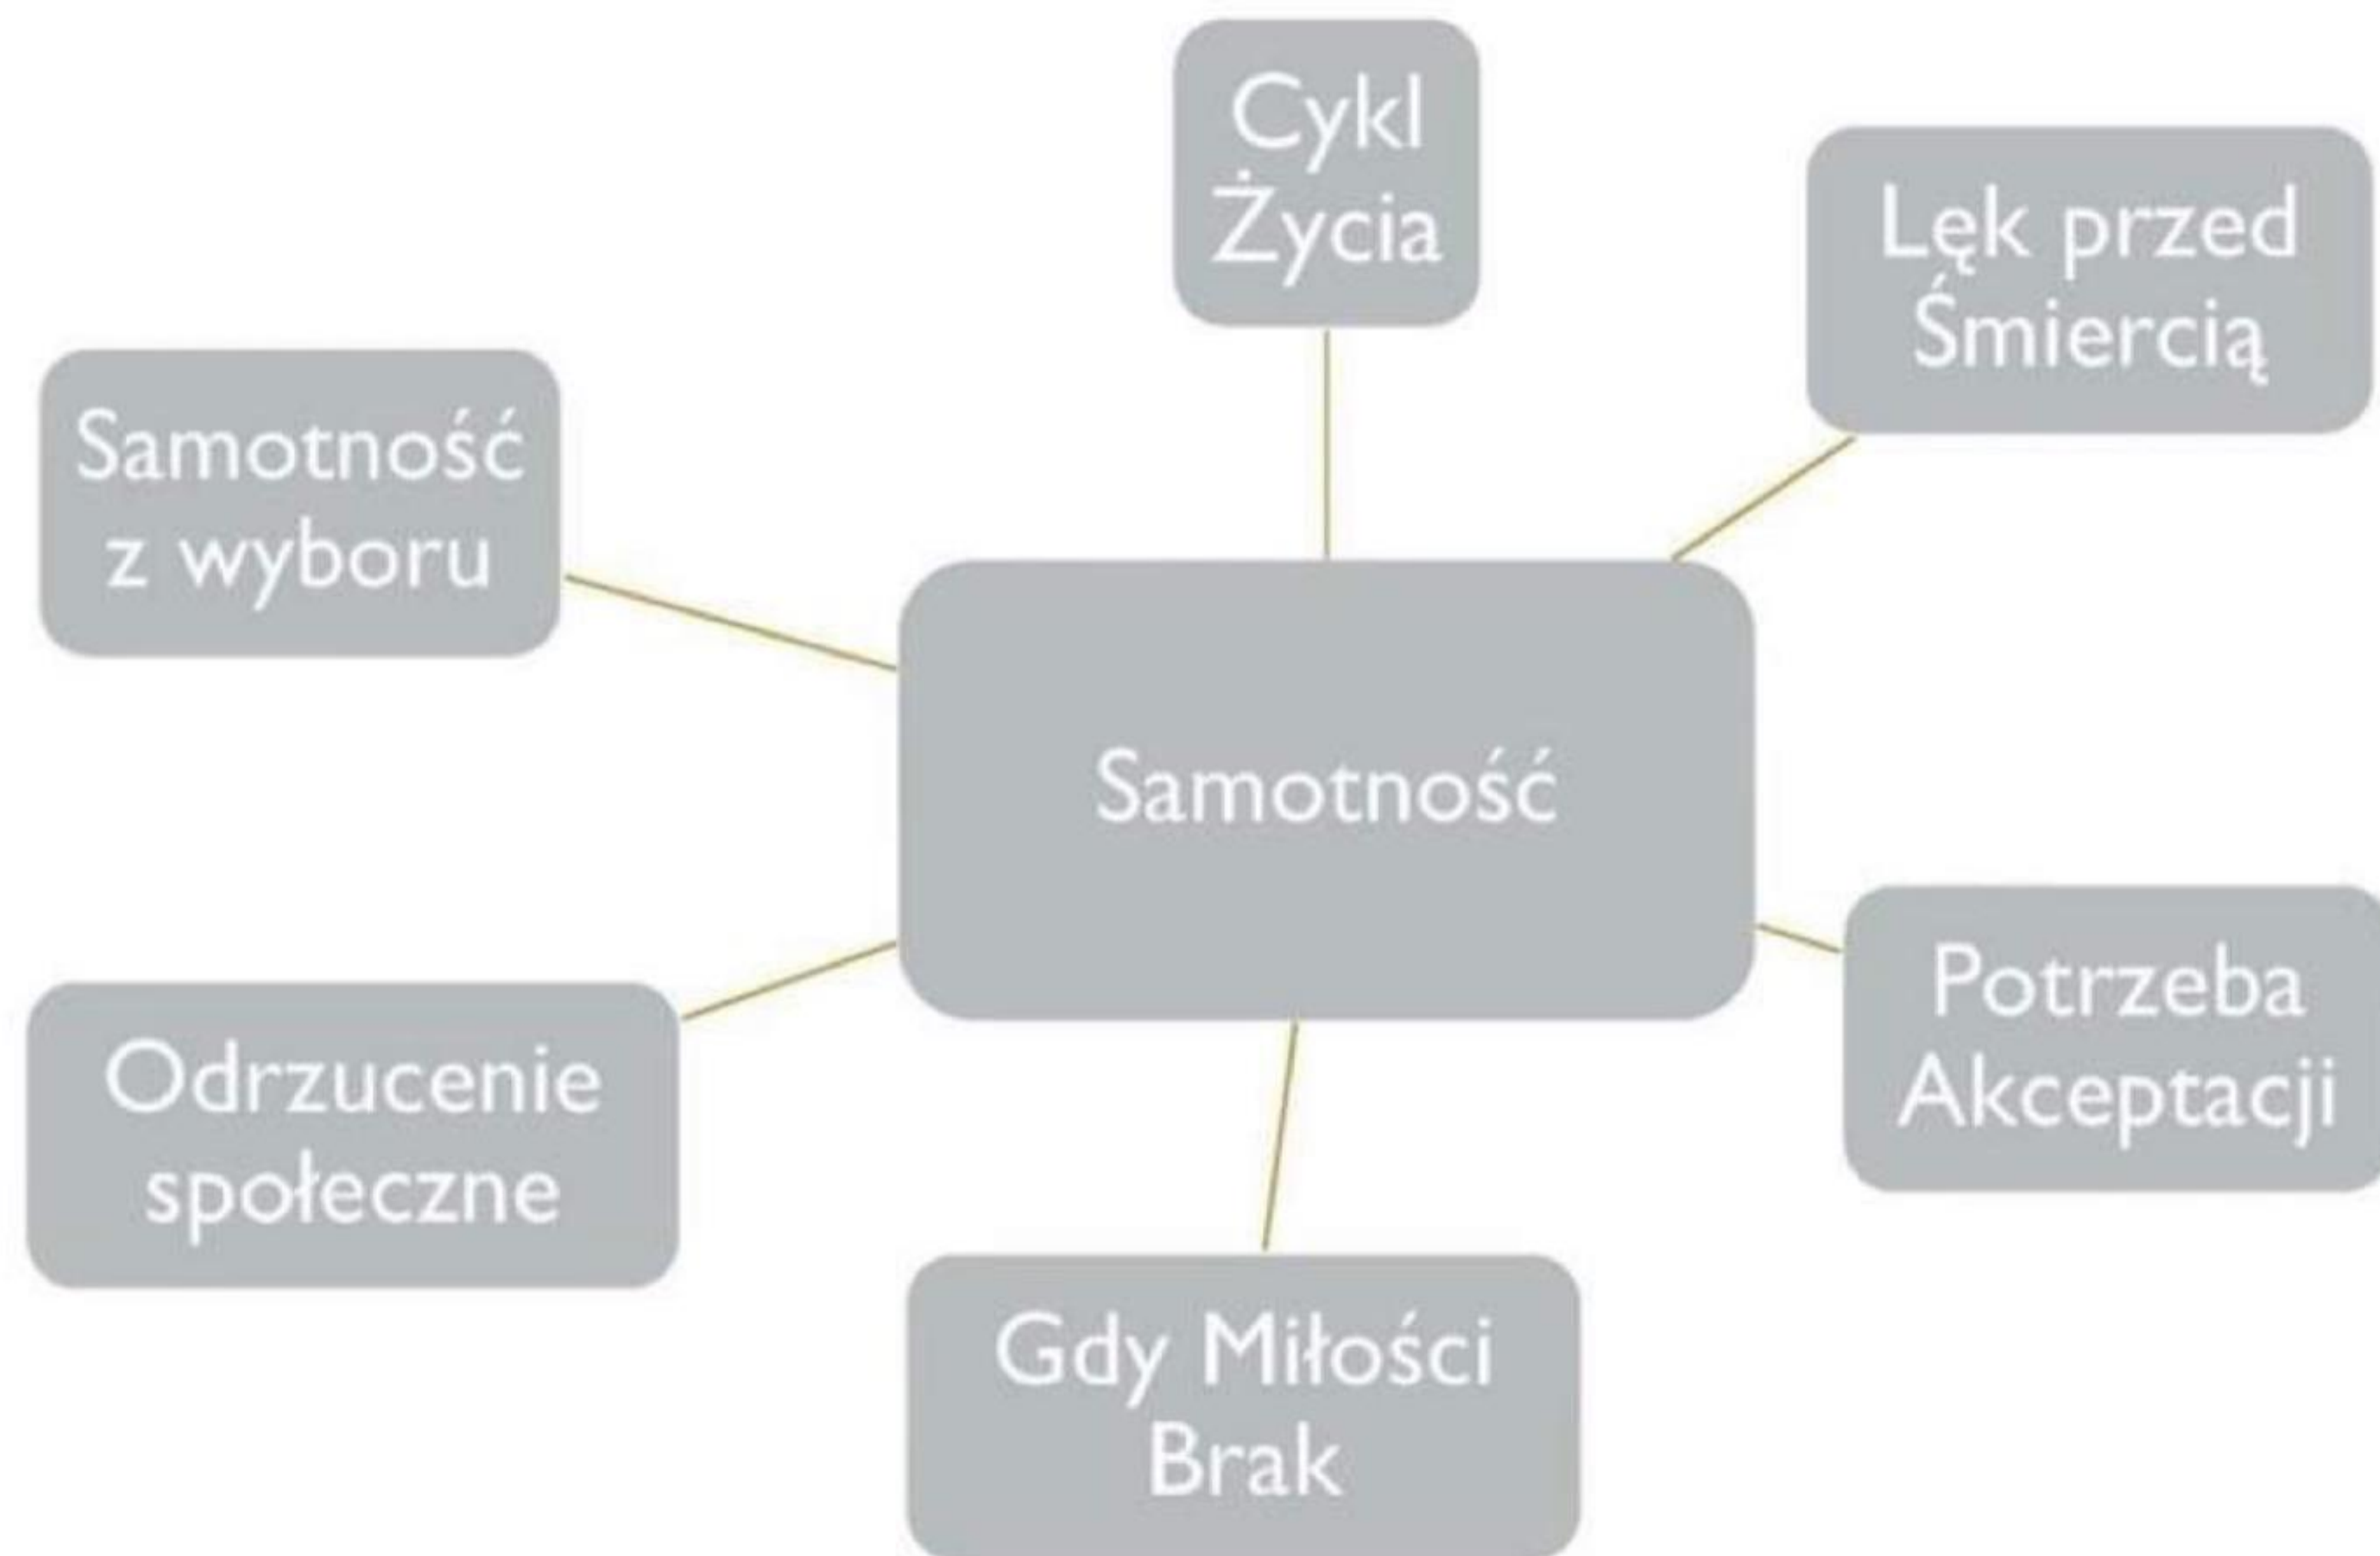 Cykl
Życia
Lęk przed
Śmiercią
Samotność
z wyboru
Samotność
Potrzeba
Akceptacji
Odrzucenie
społeczne
Gdy Miłości
Brak